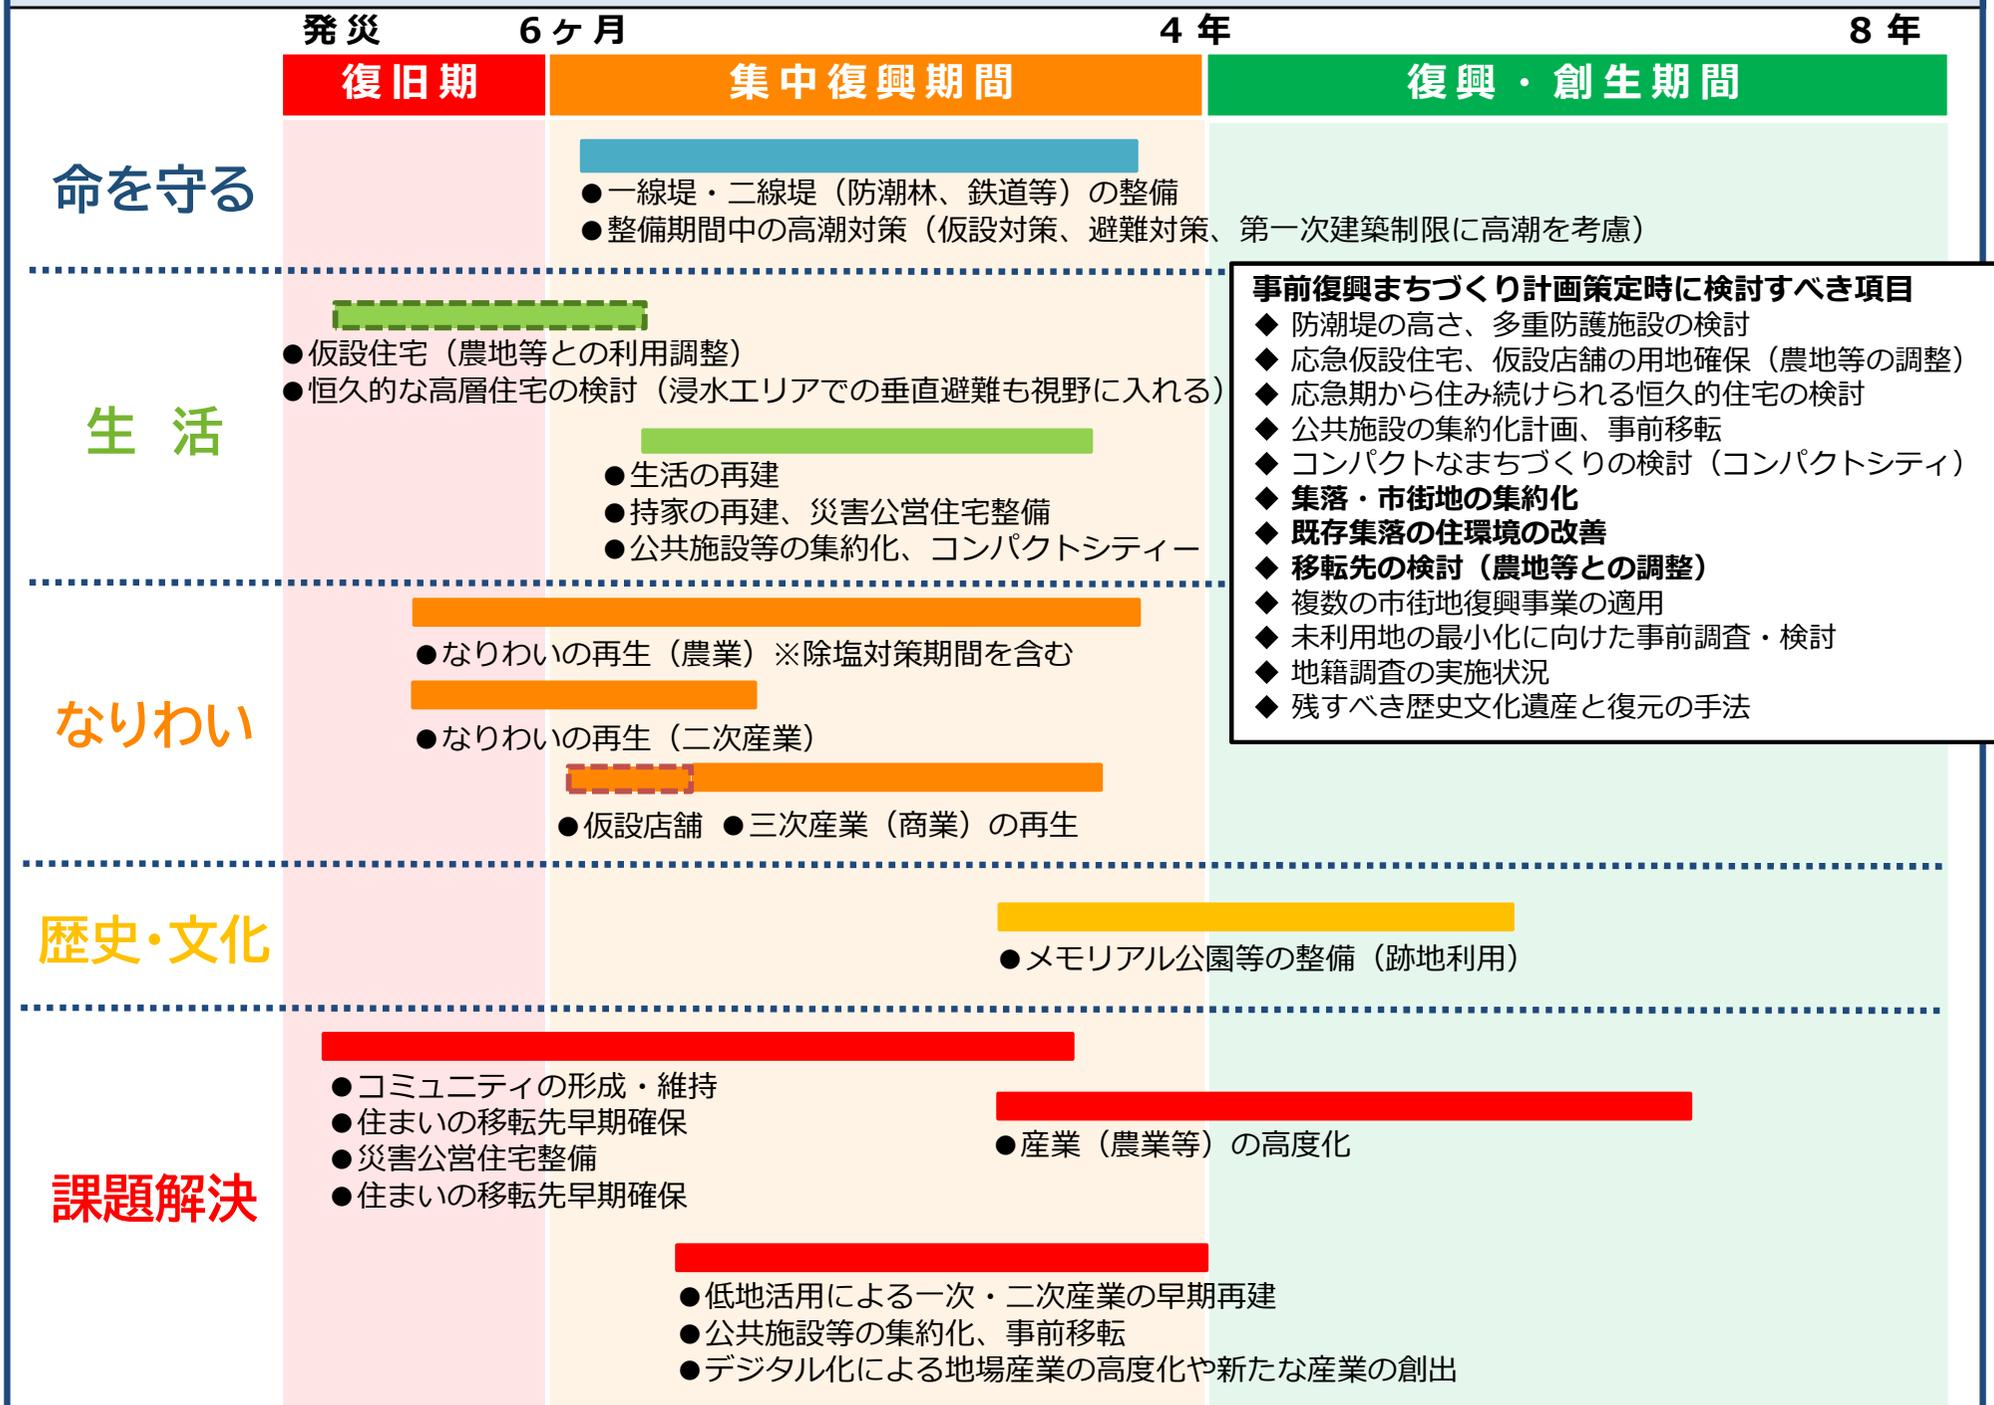 発災 6ヶ月 4年 8年
復旧期 集中復興期間 復興・創生期間
命を守る
●一線堤・二線堤（防潮林、鉄道等）の整備
●整備期間中の高潮対策（仮設対策、避難対策、第一次建築制限に高潮を考慮）
生 活
●仮設住宅（農地等との利用調整）
●恒久的な高層住宅の検討（浸水エリアでの垂直避難も視野に入れる）
●生活の再建
●持家の再建、災害公営住宅整備
●公共施設等の集約化、コンパクトシティー
事前復興まちづくり計画策定時に検討すべき項目
◆ 防潮堤の高さ、多重防護施設の検討
◆ 応急仮設住宅、仮設店舗の用地確保（農地等の調整）
◆ 応急期から住み続けられる恒久的住宅の検討
◆ 公共施設の集約化計画、事前移転
◆ コンパクトなまちづくりの検討（コンパクトシティ）
◆ 集落・市街地の集約化
◆ 既存集落の住環境の改善
◆ 移転先の検討（農地等との調整）
◆ 複数の市街地復興事業の適用
◆ 未利用地の最小化に向けた事前調査・検討
◆ 地籍調査の実施状況
◆ 残すべき歴史文化遺産と復元の手法
なりわい
●なりわいの再生（農業）※除塩対策期間を含む
●なりわいの再生（二次産業）
●仮設店舗 ●三次産業（商業）の再生
歴史・文化
●メモリアル公園等の整備（跡地利用）
課題解決
●コミュニティの形成・維持
●住まいの移転先早期確保
●災害公営住宅整備
●住まいの移転先早期確保
●産業（農業等）の高度化
●低地活用による一次・二次産業の早期再建
●公共施設等の集約化、事前移転
●デジタル化による地場産業の高度化や新たな産業の創出